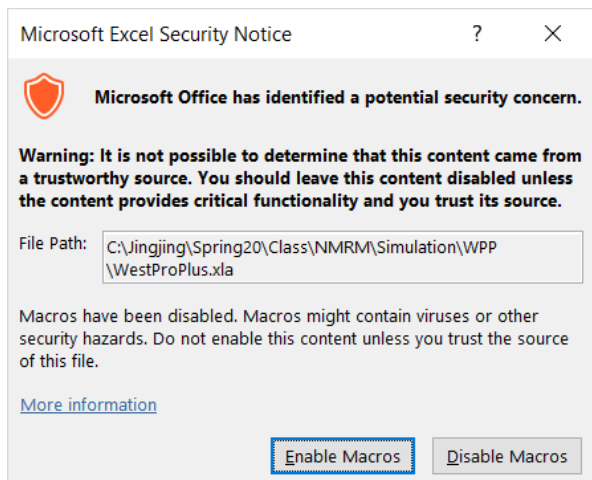 Microsoft Excel Security Notice ? ×
Microsoft Office has identified a potential security concern.
Warning: It is not possible to determine that this content came from
a trustworthy source. You should leave this content disabled unless
the content provides critical functionality and you trust its source.
File Path: C:\Jingjing\Spring20\Class\NMRM\Simulation\WPP
\WestProPlus.xla
Macros have been disabled. Macros might contain viruses or other
security hazards. Do not enable this content unless you trust the source
of this file.
More information
Enable Macros Disable Macros